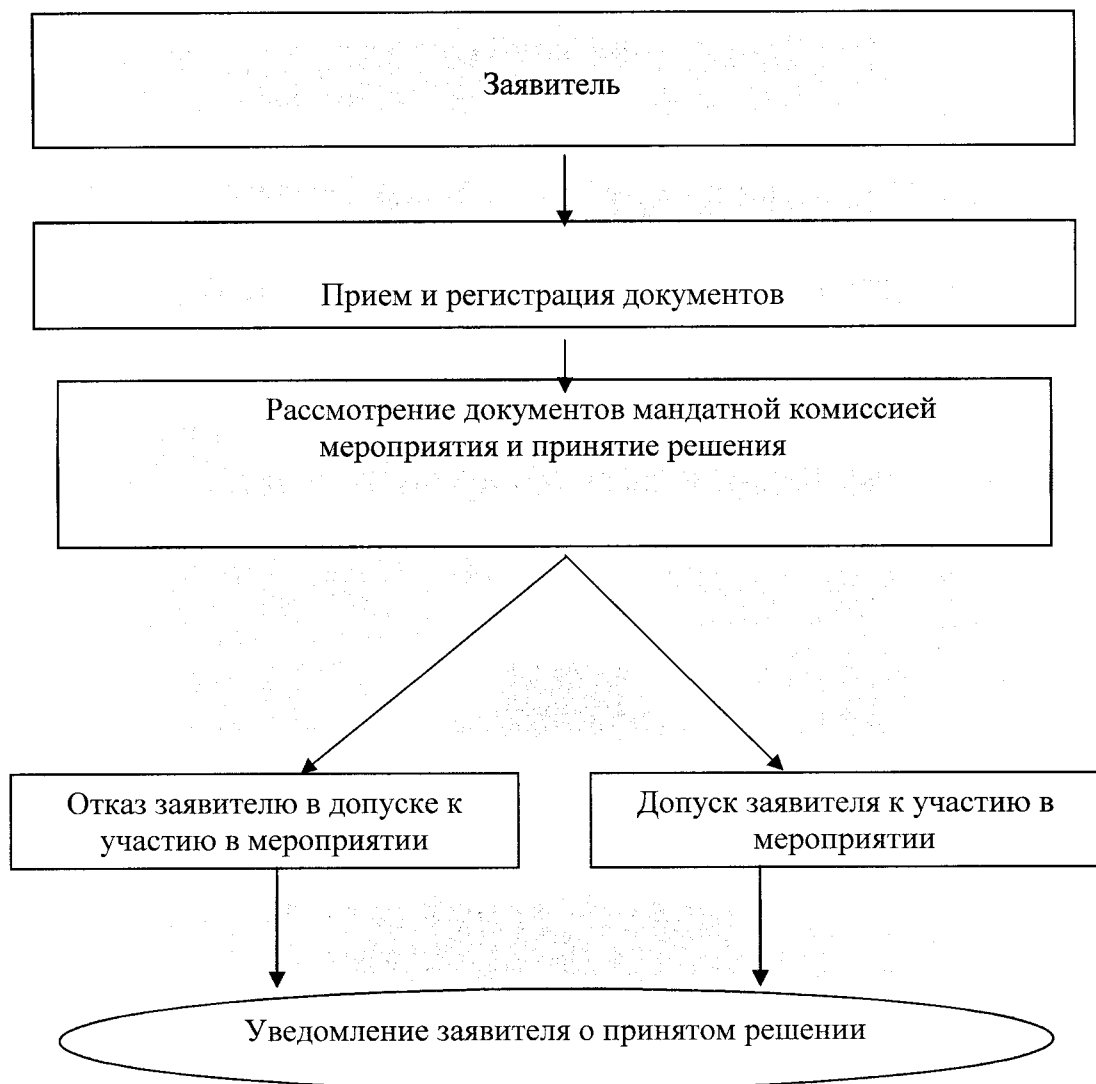 Заявитель
Прием и регистрация документов
Рассмотрение документов мандатной комиссией
мероприятия и принятие решения
Отказ заявителю в допуске к
участию в мероприятии
Допуск заявителя к участию в
мероприятии
Уведомление заявителя о принятом решении